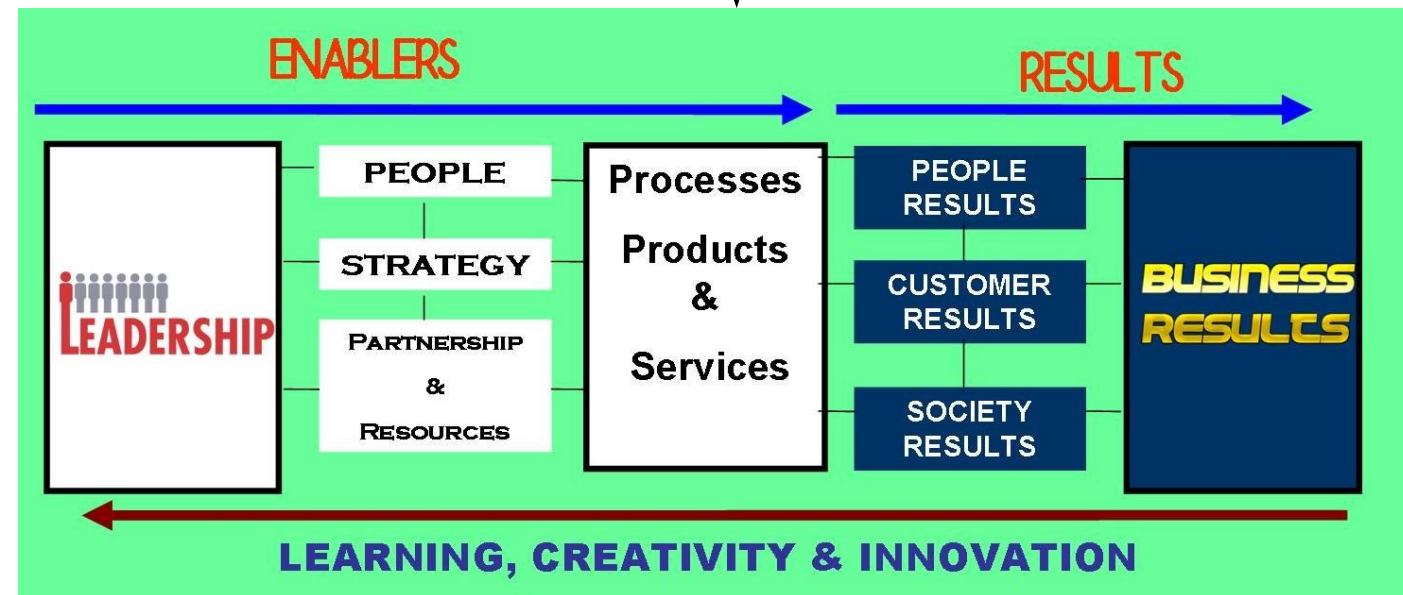 ENABLERS
RESULTS
LEADERSHIP
PEOPLE
STRATEGY
PARTNERSHIP
&
RESOURCES
Processes
Products
&
Services
PEOPLE
RESULTS
CUSTOMER
RESULTS
SOCIETY
RESULTS
BUSINESS
RESULTS
LEARNING, CREATIVITY & INNOVATION